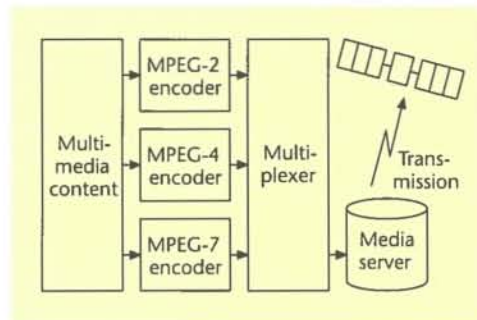 Multi-
media
content
MPEG-2
encoder
MPEG-4
encoder
MPEG-7
encoder
Multi-
plexer
Trans-
mission
Media
server